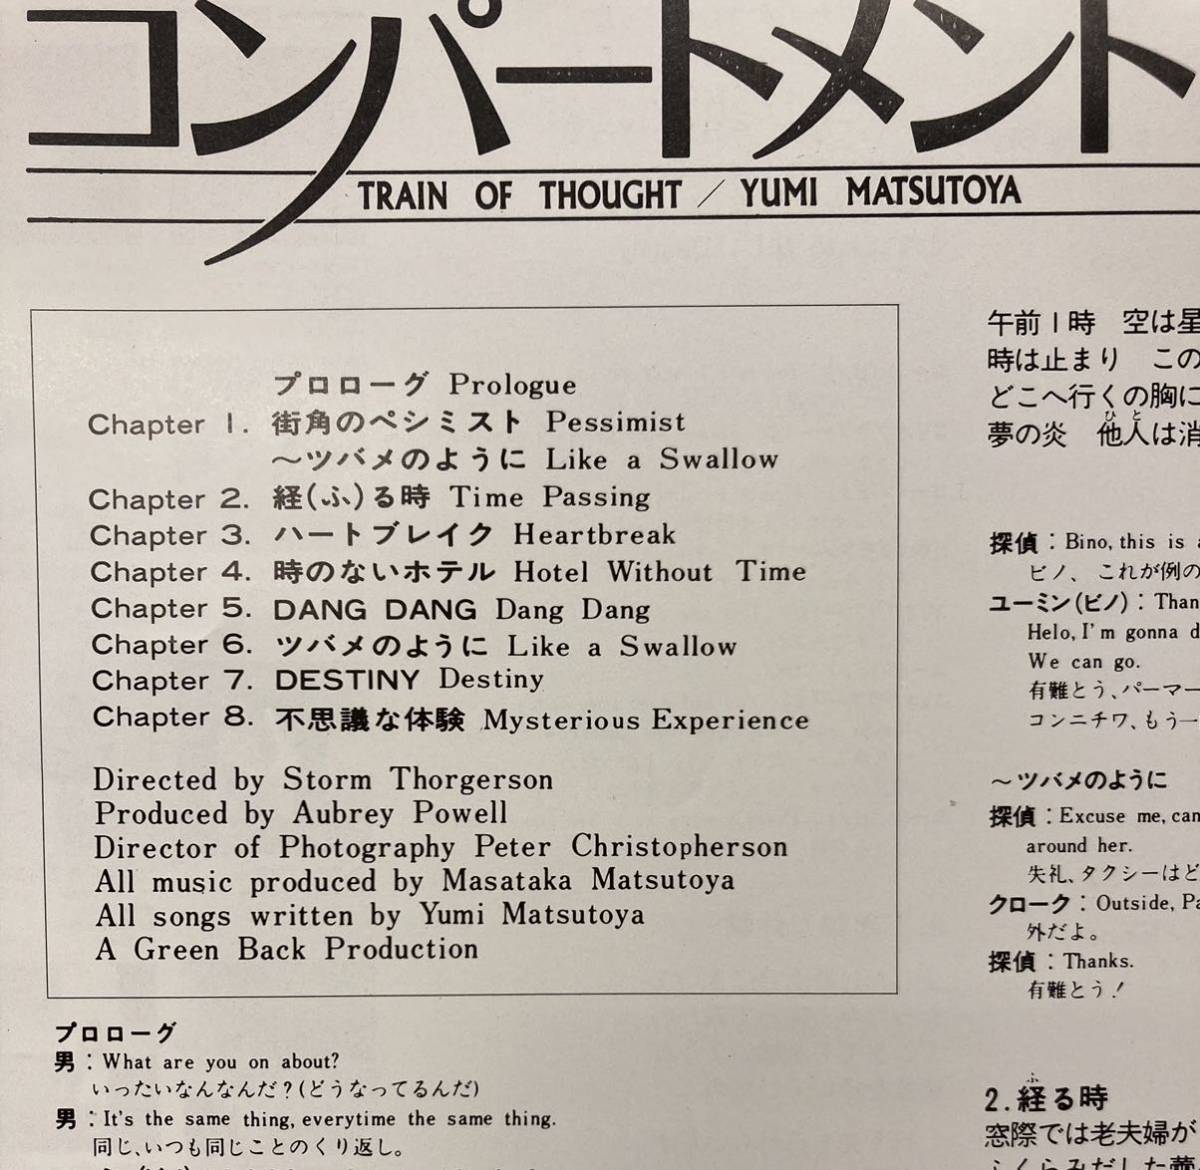 コンパートメント
TRAIN OF THOUGHT / YUMI MATSUTOYA
プロローグ Prologue
Chapter 1. 街角のペシミスト Pessimist
～ツバメのように Like a Swallow
Chapter 2. 経(ふ)る時 Time Passing
Chapter 3. ハートブレイク Heartbreak
Chapter 4. 時のないホテル Hotel Without Time
Chapter 5. DANG DANG Dang Dang
Chapter 6. ツバメのように Like a Swallow
Chapter 7. DESTINY Destiny
Chapter 8. 不思議な体験 Mysterious Experience
Directed by Storm Thorgerson
Produced by Aubrey Powell
Director of Photography Peter Christopherson
All music produced by Masataka Matsutoya
All songs written by Yumi Matsutoya
A Green Back Production
プロローグ
男：What are you on about?
いったいなんなんだ?(どうなってるんだ)
男：It's the same thing, everytime the same thing.
同じ、いつも同じことのくり返し。
午前1時 空は星
時は止まり この
どこへ行くの胸に
夢の炎 他人は消
ひと
探偵：Bino, this is
ビノ、これが例の
ユーミン(ビノ)：Than
Helo, I'm gonna d
We can go.
有難とう、パーマー
コンニチワ、もう一
～ツバメのように
探偵：Excuse me, can
around her.
失礼、タクシーはど
クローク：Outside, Pa
外だよ。
探偵：Thanks.
有難とう!
ふ
2.経る時
窓際では老夫婦が
ふくらみだした夢